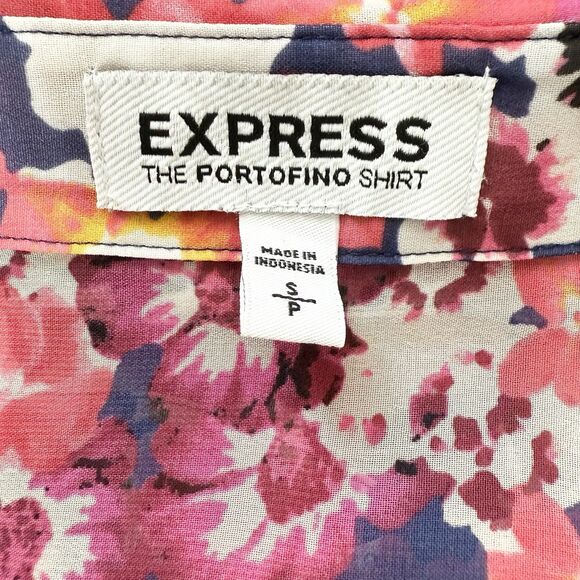 EXPRESS
THE PORTOFINO SHIRT
MADE IN
INDONESIA
S
P